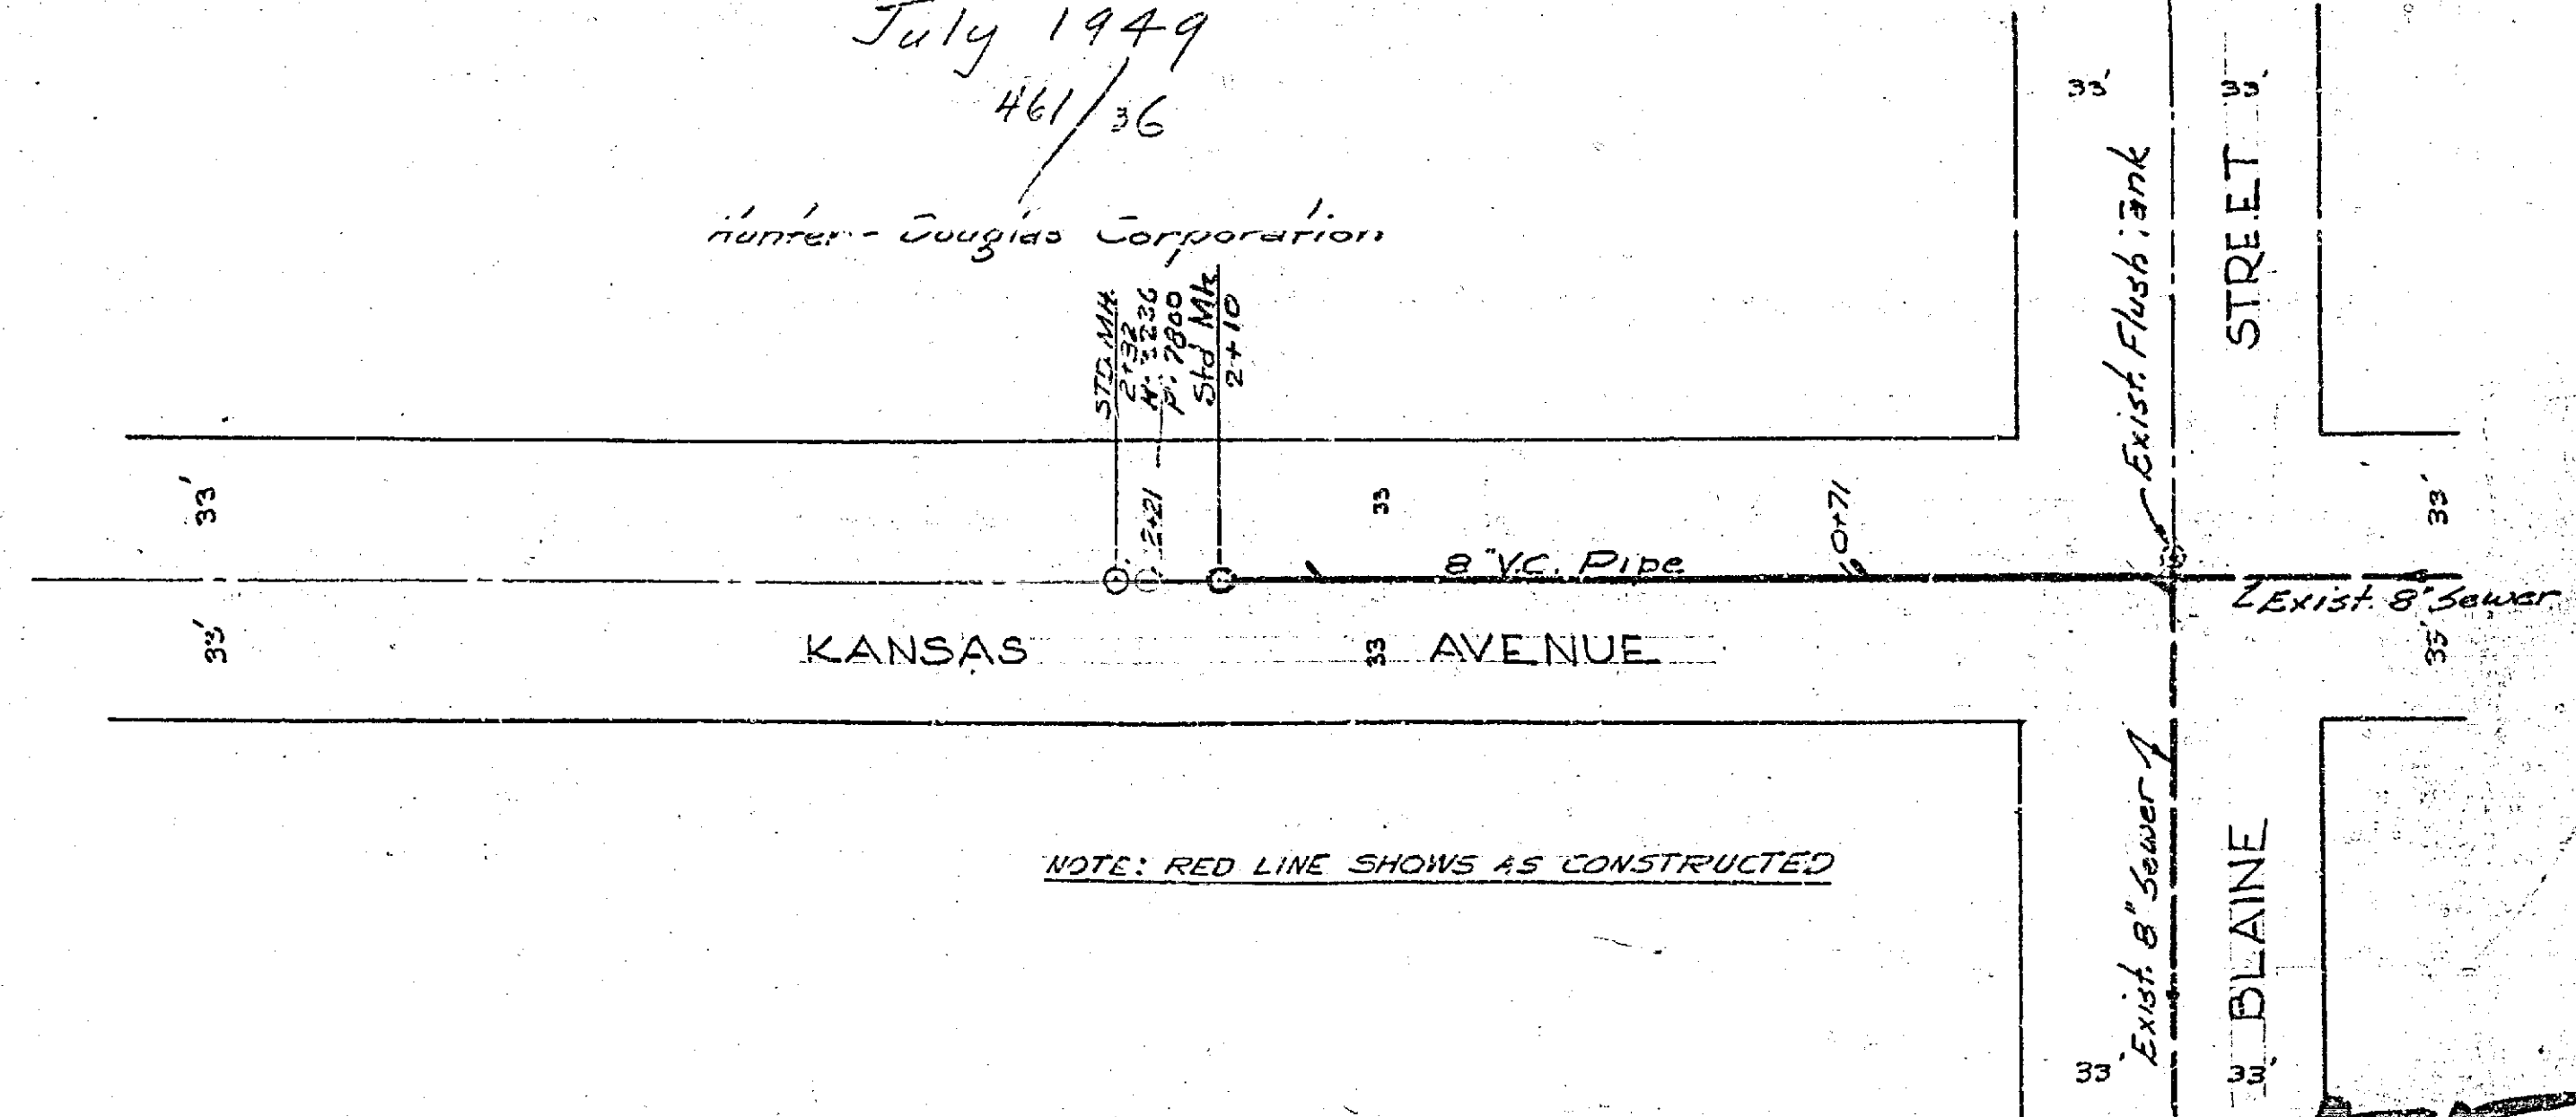 July 1949
461/36
Hunter-Douglas Corporation
STD. MH.
2+32
P: 7800
Std Mh
2+10
2+21
0+71
8" V.C. Pipe
KANSAS AVENUE
33'
33'
33
33
33'
33'
33'
33'
33'
33'
Exist. Flush Tank
STREET
Exist. 8" Sewer
Exist. 8" Sewer
BLAINE
NOTE: RED LINE SHOWS AS CONSTRUCTED